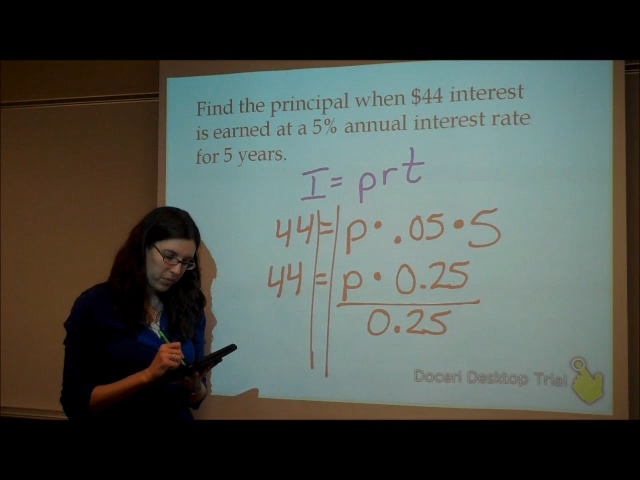 Find the principal when $44 interest
is earned at a 5% annual interest rate
for 5 years.
I = prt
44 = p • .05 • 5
44 = p • 0.25
0.25
Doceri Desktop Trial